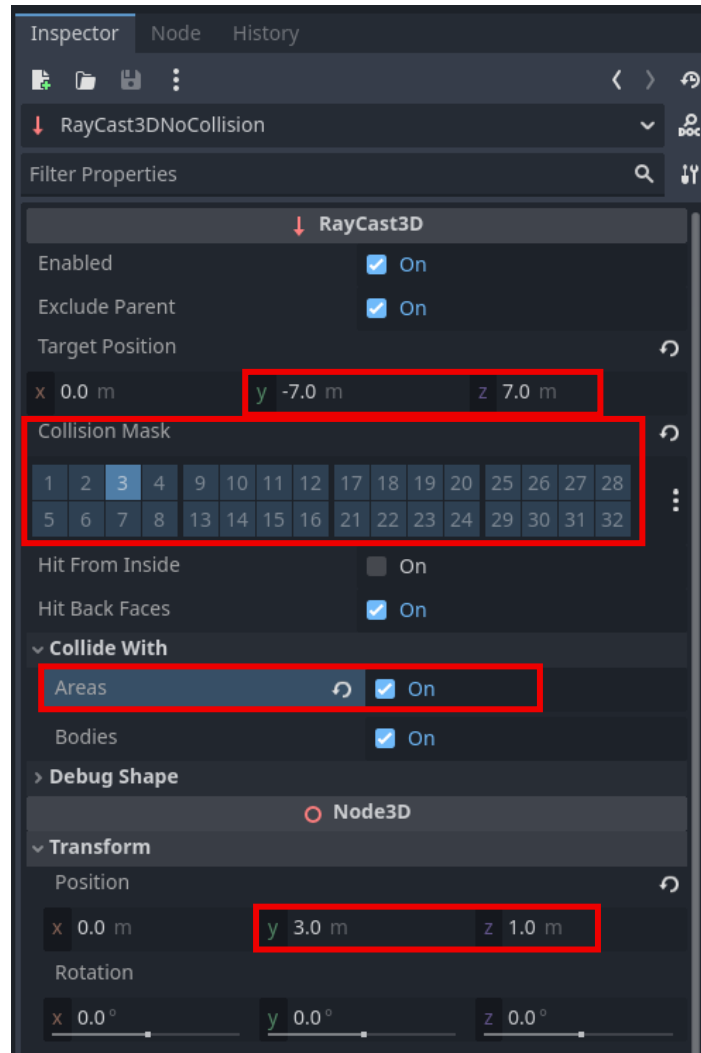 Inspector Node History
RayCast3DNoCollision
DOC
Filter Properties
RayCast3D
Enabled On
Exclude Parent On
Target Position
x 0.0 m y -7.0 m z 7.0 m
Collision Mask
1 2 3 4 9 10 11 12 17 18 19 20 25 26 27 28
5 6 7 8 13 14 15 16 21 22 23 24 29 30 31 32
Hit From Inside On
Hit Back Faces On
Collide With
Areas On
Bodies On
Debug Shape
Node3D
Transform
Position
x 0.0 m y 3.0 m z 1.0 m
Rotation
x 0.0 ° y 0.0 ° z 0.0 °